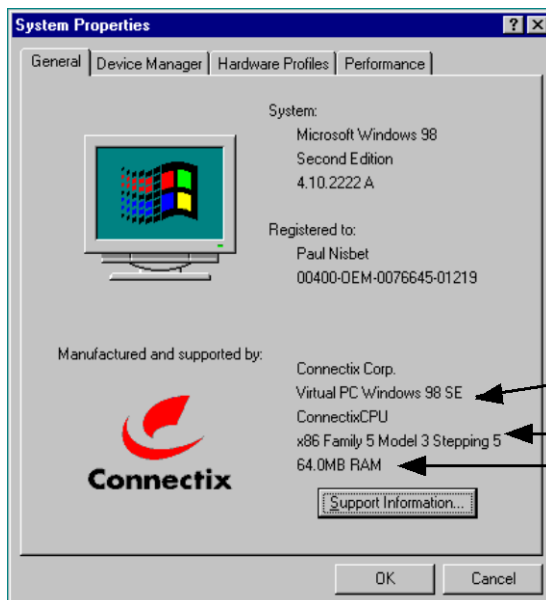 System Properties
? ×
General Device Manager Hardware Profiles Performance
System:
Microsoft Windows 98
Second Edition
4.10.2222 A
Registered to:
Paul Nisbet
00400-OEM-0076645-01219
Manufactured and supported by:
Connectix
Connectix Corp.
Virtual PC Windows 98 SE
ConnectixCPU
x86 Family 5 Model 3 Stepping 5
64.0MB RAM
Support Information...
OK Cancel